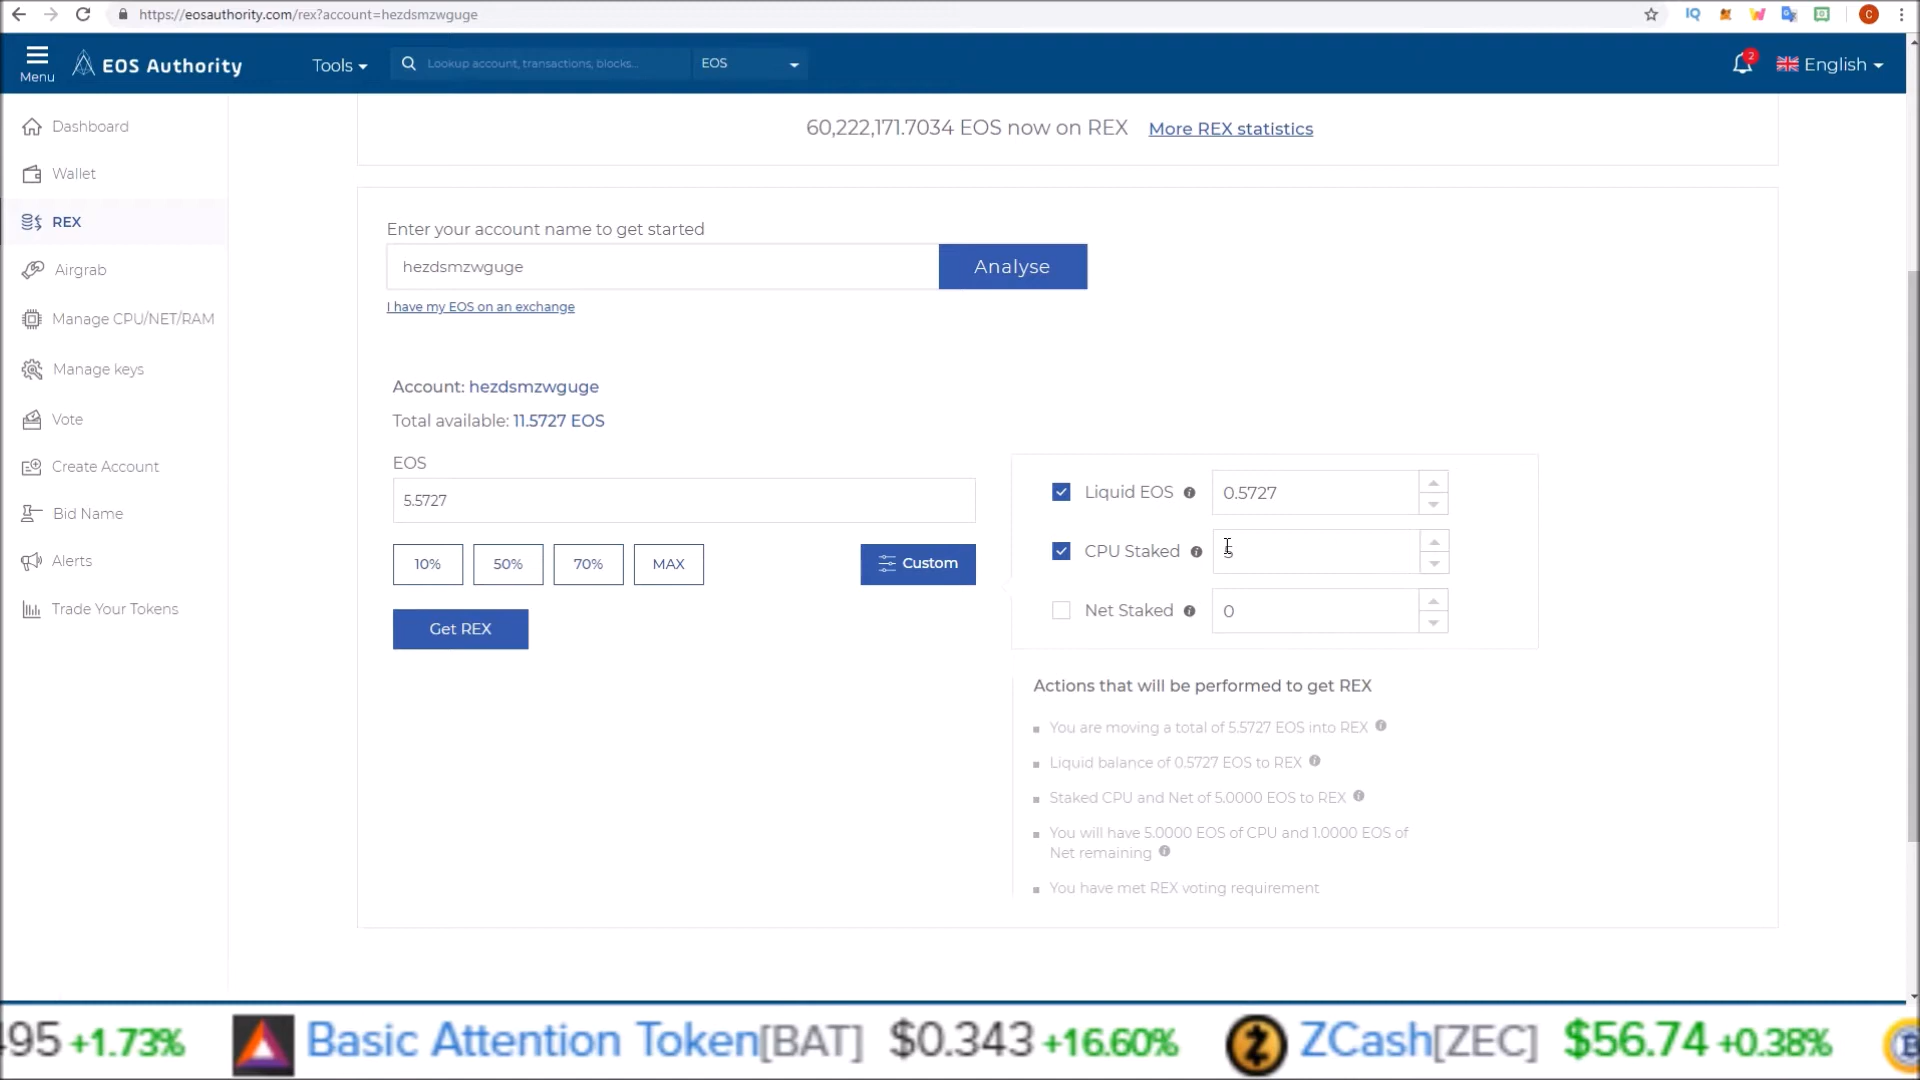 https://eosauthority.com/rex?account=hezdsmzwguge
Menu
EOS Authority
Tools
Lookup account, transactions, blocks...
EOS
2
English
Dashboard
Wallet
REX
Airgrab
Manage CPU/NET/RAM
Manage keys
Vote
Create Account
Bid Name
Alerts
Trade Your Tokens
60,222,171.7034 EOS now on REX More REX statistics
Enter your account name to get started
hezdsmzwguge
Analyse
I have my EOS on an exchange
Account: hezdsmzwguge
Total available: 11.5727 EOS
EOS
5.5727
10% 50% 70% MAX
Custom
Get REX
Liquid EOS 0.5727
CPU Staked 5
Net Staked 0
Actions that will be performed to get REX
You are moving a total of 5.5727 EOS into REX
Liquid balance of 0.5727 EOS to REX
Staked CPU and Net of 5.0000 EOS to REX
You will have 5.0000 EOS of CPU and 1.0000 EOS of
Net remaining
You have met REX voting requirement
495 +1.73% Basic Attention Token[BAT] $0.343 +16.60% ZCash[ZEC] $56.74 +0.38%